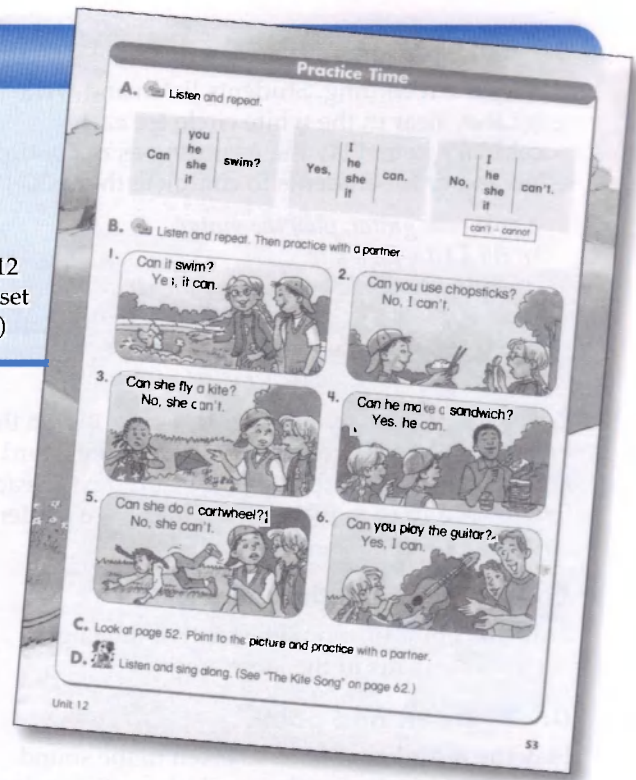 12
set
)
Practice Time
A. Listen and repeat.
Can you he she it swim?
Yes, I he she it can.
No, I he she it can't.
can't = cannot
B. Listen and repeat. Then practice with a partner
1. Can it swim?
Yes, it can.
2. Can you use chopsticks?
No, I can't.
3. Can she fly a kite?
No, she can't.
4. Can he make a sandwich?
Yes. he can.
5. Can she do a cartwheel?
No, she can't.
6. Can you play the guitar?
Yes, I can.
C. Look at page 52. Point to the picture and practice with a partner.
D. Listen and sing along. (See "The Kite Song" on page 62.)
Unit 12
53